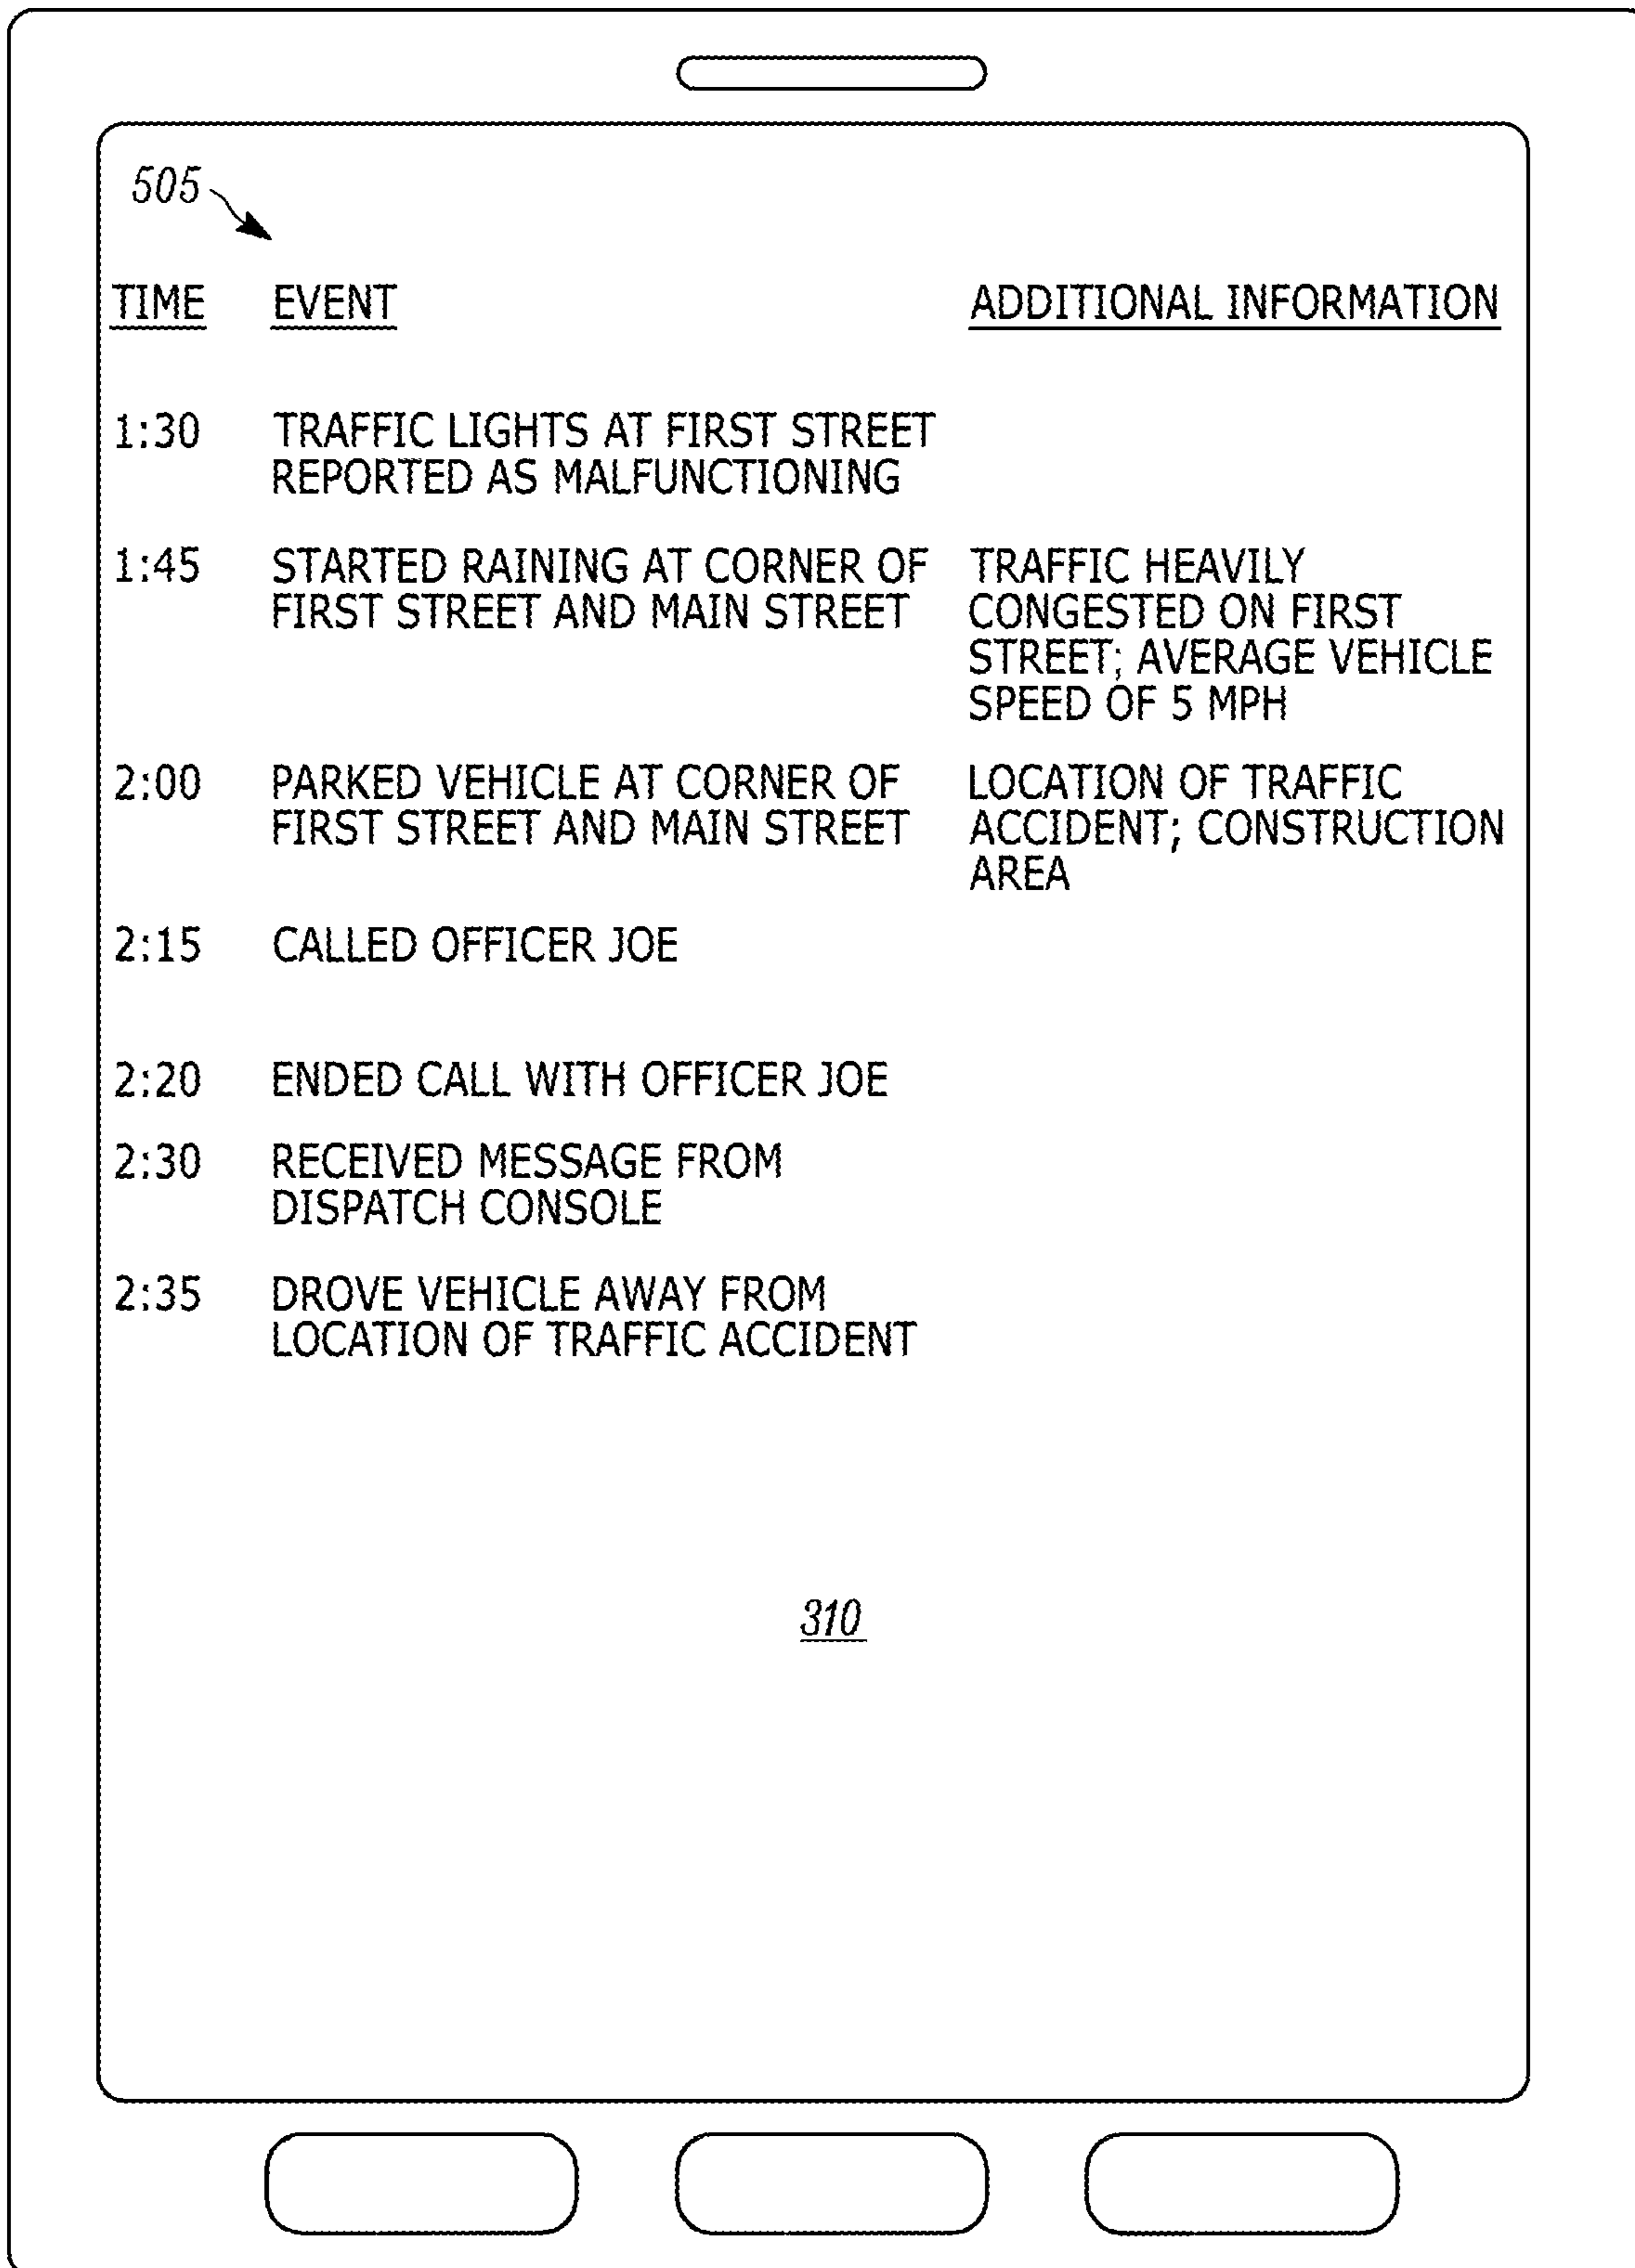 505
TIME EVENT ADDITIONAL INFORMATION
1:30 TRAFFIC LIGHTS AT FIRST STREET
REPORTED AS MALFUNCTIONING
1:45 STARTED RAINING AT CORNER OF TRAFFIC HEAVILY
FIRST STREET AND MAIN STREET CONGESTED ON FIRST
STREET; AVERAGE VEHICLE
SPEED OF 5 MPH
2:00 PARKED VEHICLE AT CORNER OF LOCATION OF TRAFFIC
FIRST STREET AND MAIN STREET ACCIDENT; CONSTRUCTION
AREA
2:15 CALLED OFFICER JOE
2:20 ENDED CALL WITH OFFICER JOE
2:30 RECEIVED MESSAGE FROM
DISPATCH CONSOLE
2:35 DROVE VEHICLE AWAY FROM
LOCATION OF TRAFFIC ACCIDENT
310